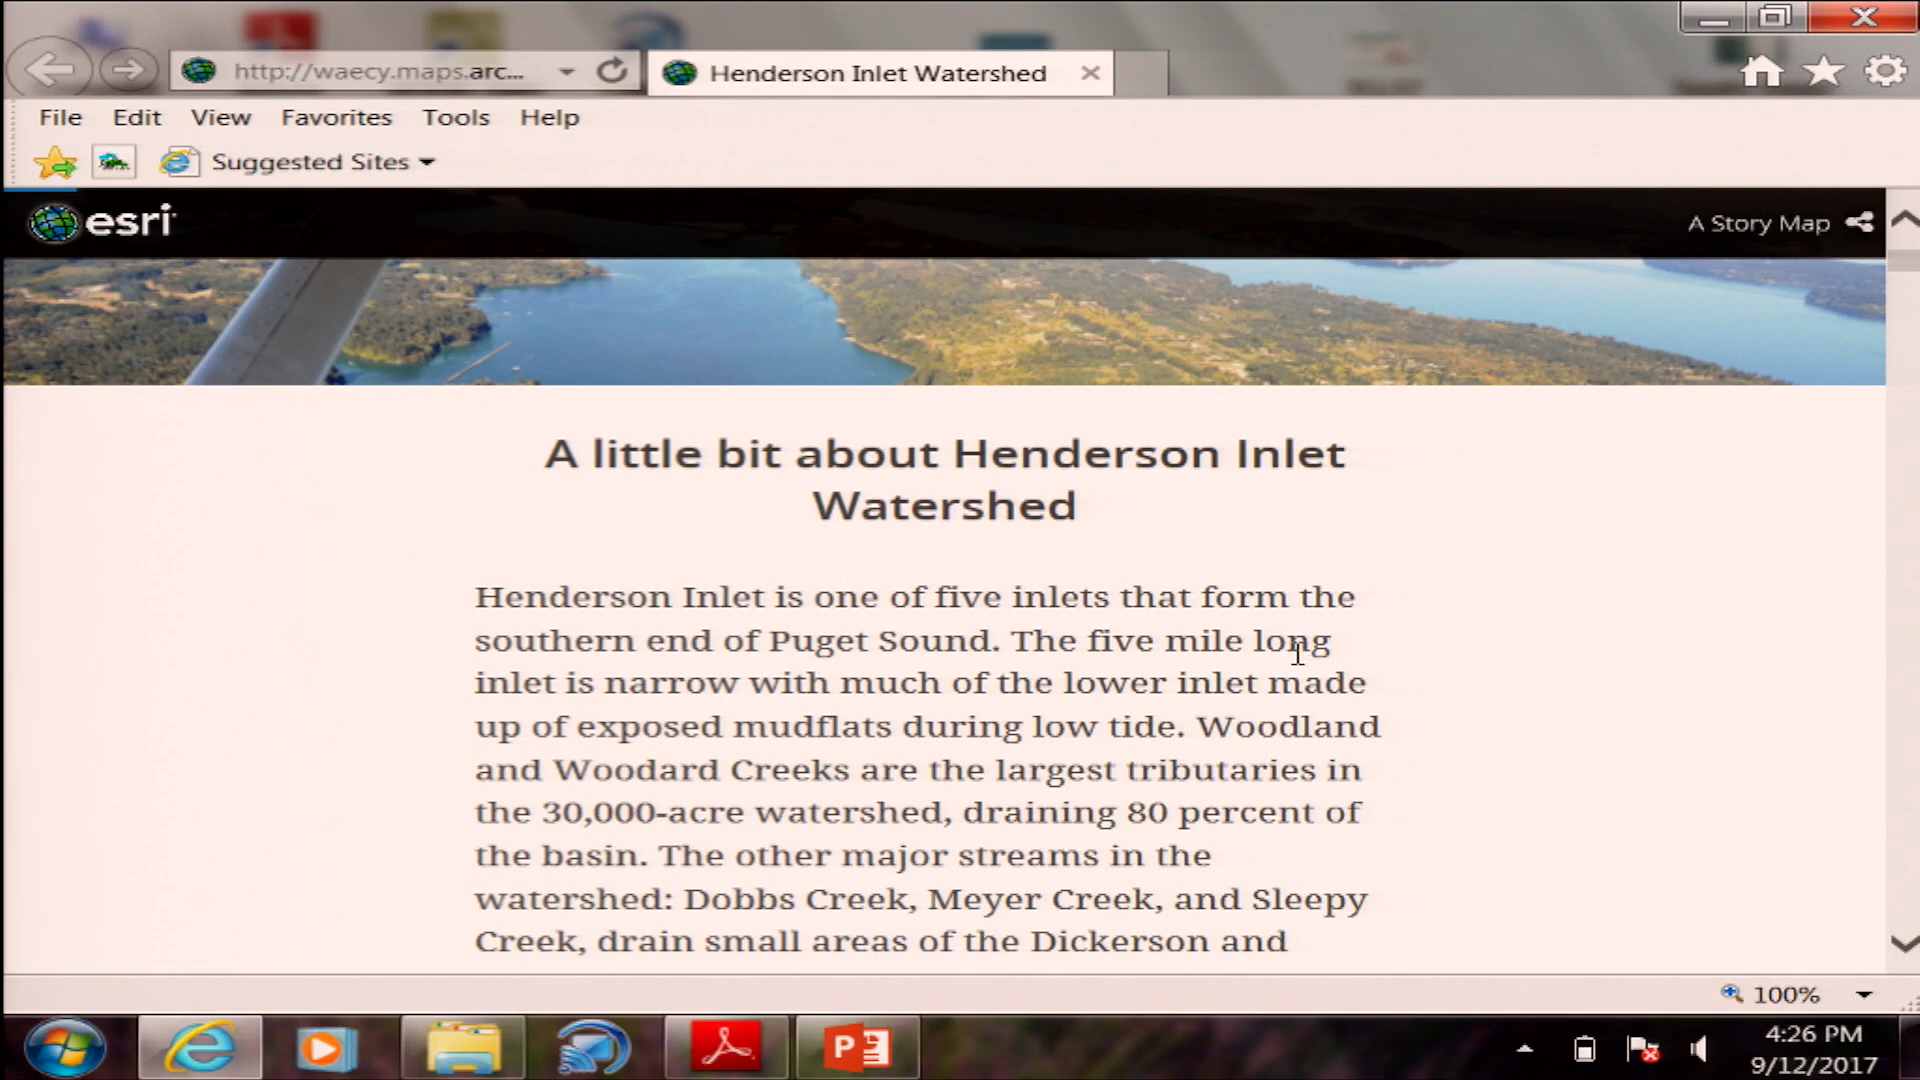 http://waecy.maps.arc...
Henderson Inlet Watershed
File Edit View Favorites Tools Help
Suggested Sites
esri
A Story Map
A little bit about Henderson Inlet
Watershed
Henderson Inlet is one of five inlets that form the
southern end of Puget Sound. The five mile long
inlet is narrow with much of the lower inlet made
up of exposed mudflats during low tide. Woodland
and Woodard Creeks are the largest tributaries in
the 30,000-acre watershed, draining 80 percent of
the basin. The other major streams in the
watershed: Dobbs Creek, Meyer Creek, and Sleepy
Creek, drain small areas of the Dickerson and
100%
4:26 PM
9/12/2017